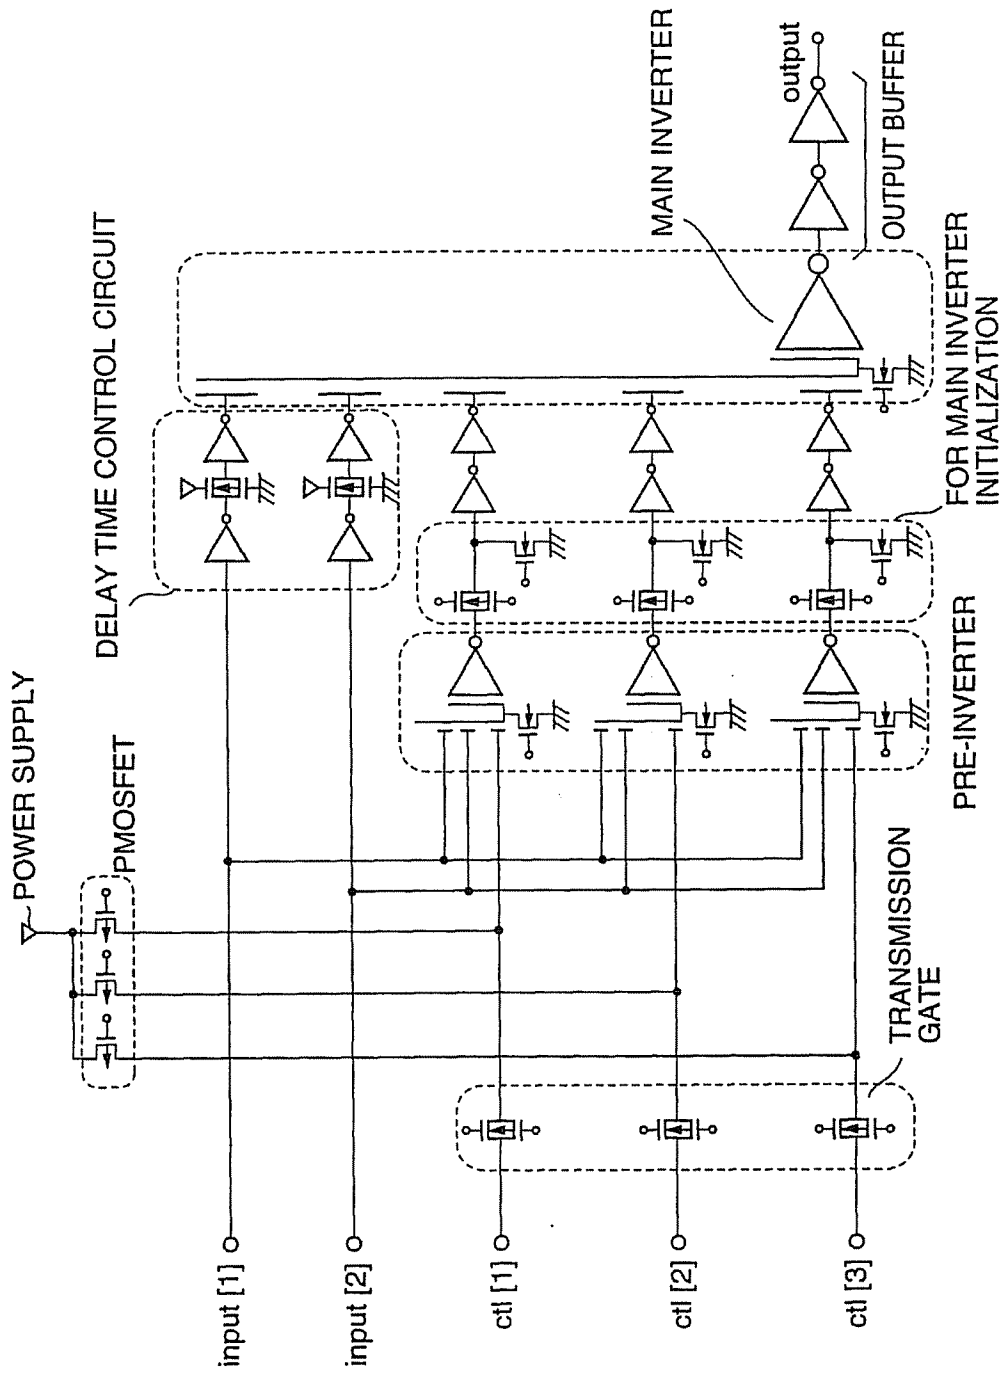 POWER SUPPLY
PMOSFET
DELAY TIME CONTROL CIRCUIT
MAIN INVERTER
output
OUTPUT BUFFER
FOR MAIN INVERTER
INITIALIZATION
PRE-INVERTER
TRANSMISSION
GATE
input [1]
input [2]
ctl [1]
ctl [2]
ctl [3]